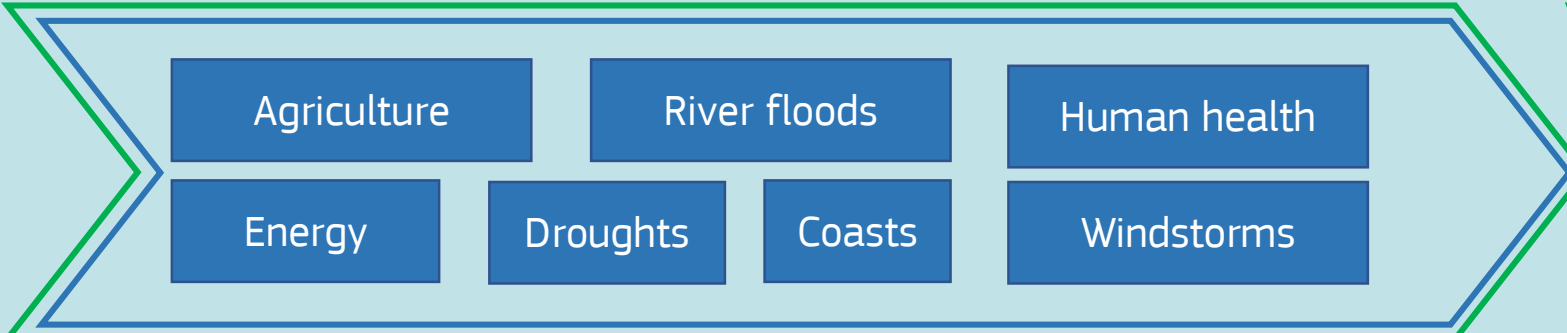 Agriculture
River floods
Human health
Energy
Droughts
Coasts
Windstorms